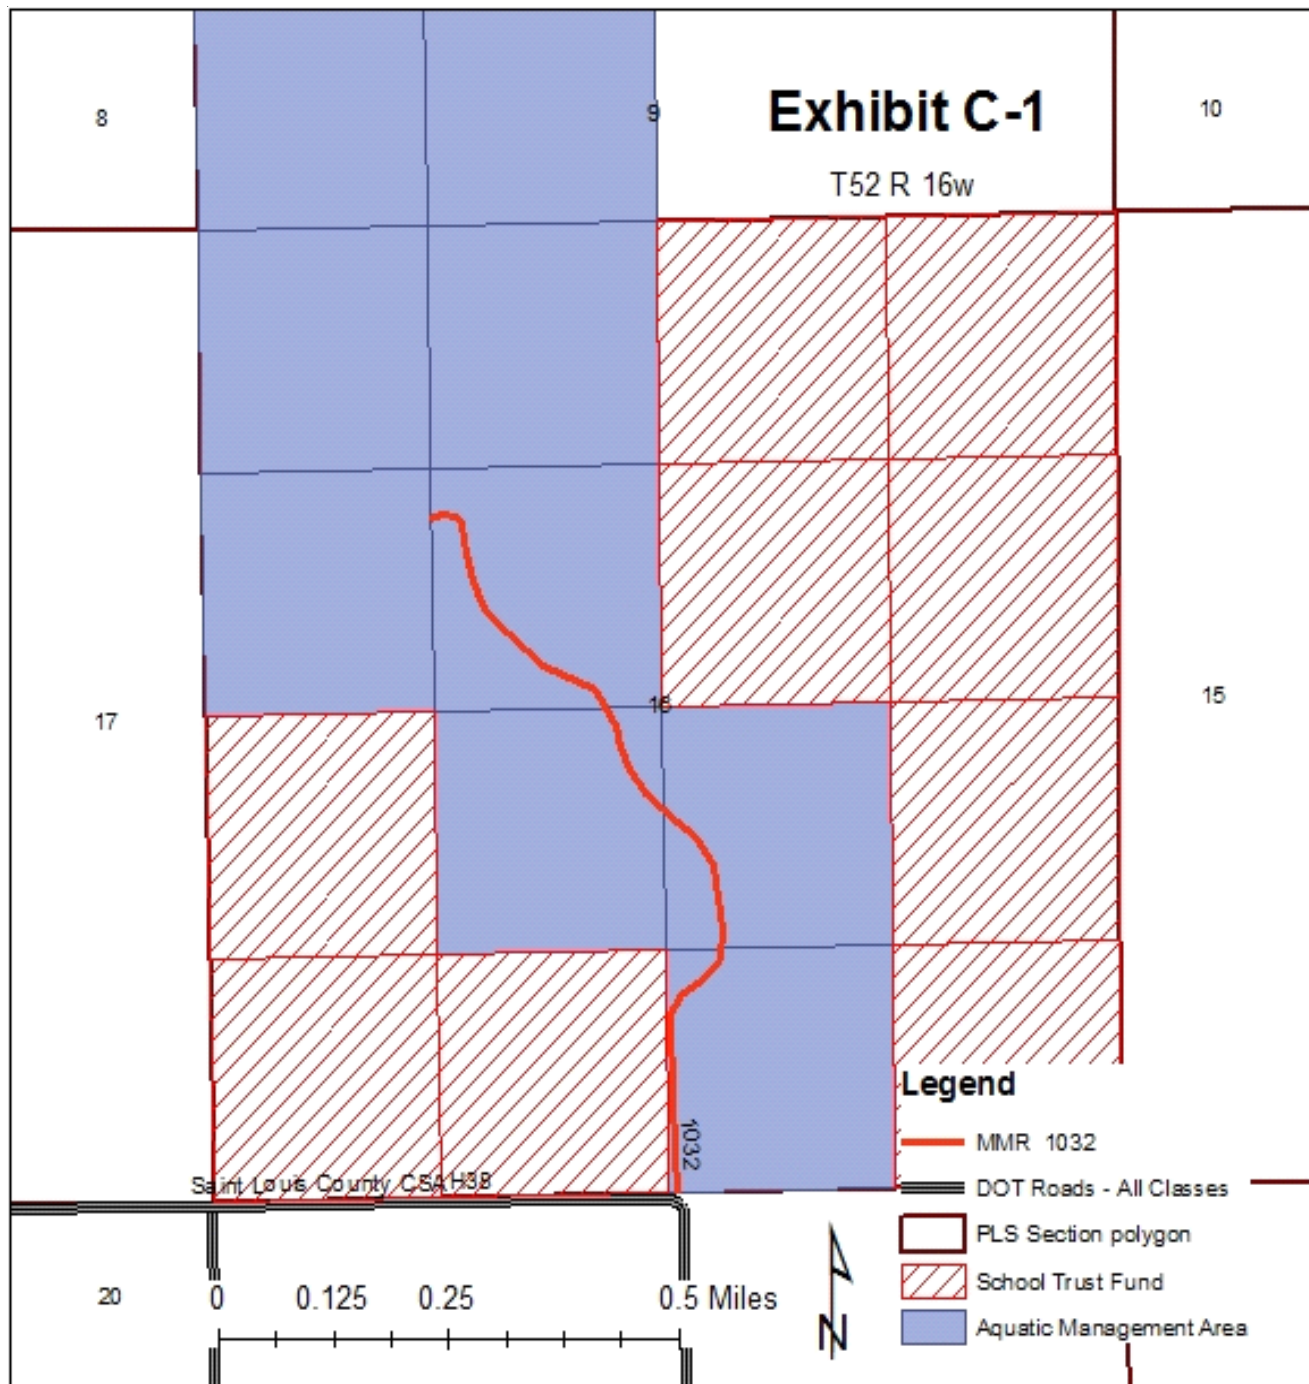 8
9
Exhibit C-1
10
T52 R 16w
17
16
15
Legend
MMR 1032
1032
Saint Louis County CSAH38
DOT Roads - All Classes
PLS Section polygon
School Trust Fund
Aquatic Management Area
20
0 0.125 0.25 0.5 Miles
N